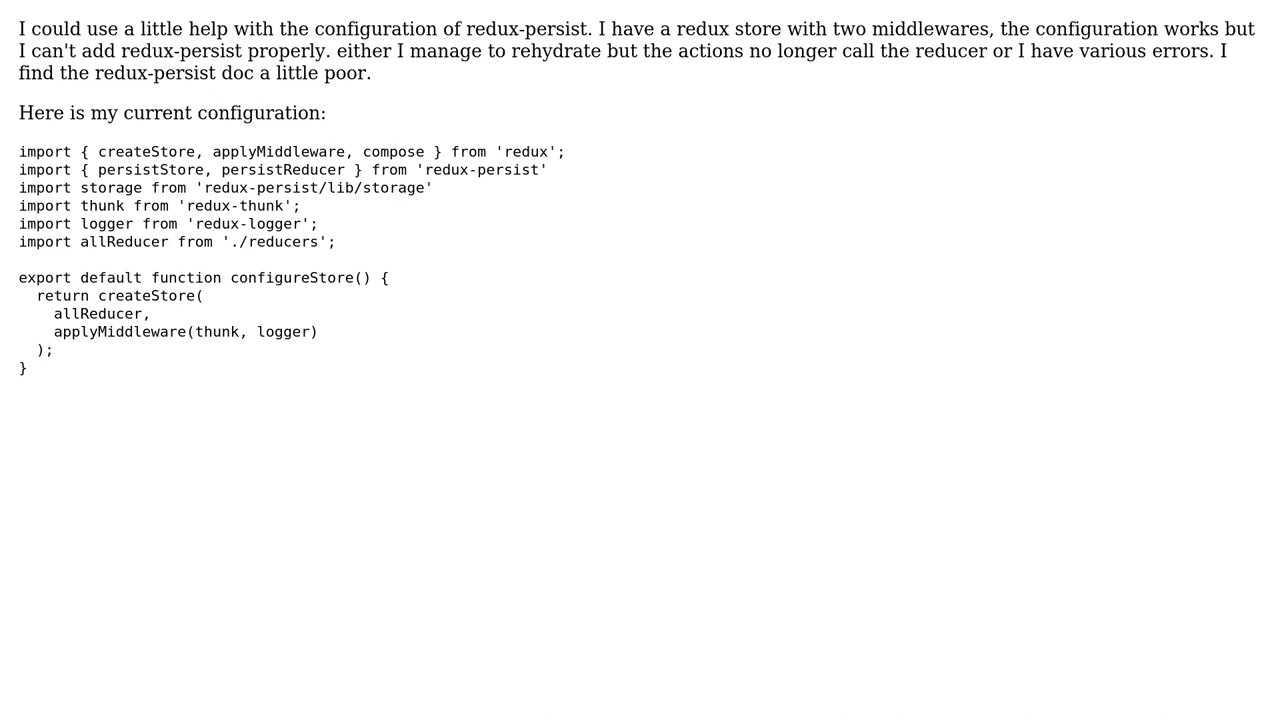 I could use a little help with the configuration of redux-persist. I have a redux store with two middlewares, the configuration works but
I can't add redux-persist properly. either I manage to rehydrate but the actions no longer call the reducer or I have various errors. I
find the redux-persist doc a little poor.
Here is my current configuration:
import { createStore, applyMiddleware, compose } from 'redux';
import { persistStore, persistReducer } from 'redux-persist'
import storage from 'redux-persist/lib/storage'
import thunk from 'redux-thunk';
import logger from 'redux-logger';
import allReducer from './reducers';
export default function configureStore() {
  return createStore(
    allReducer,
    applyMiddleware(thunk, logger)
  );
}